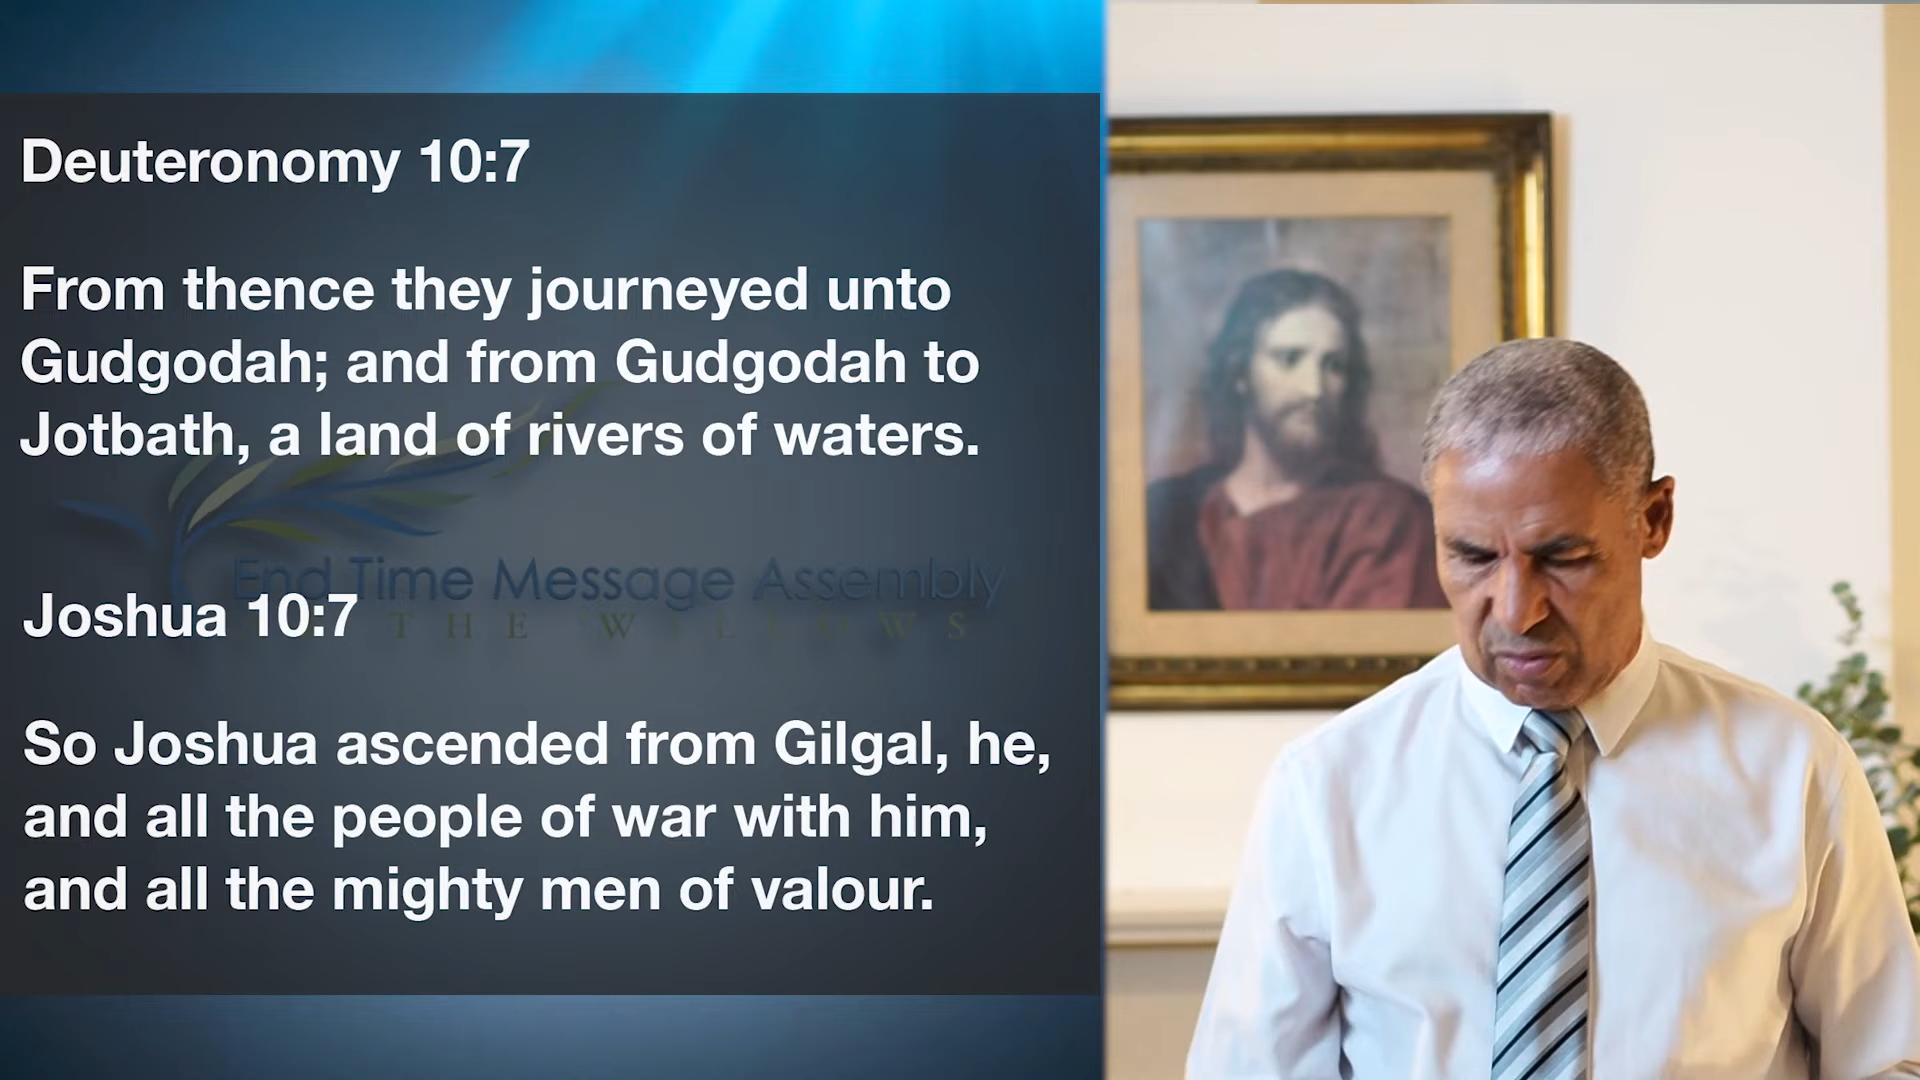 Deuteronomy 10:7
From thence they journeyed unto
Gudgodah; and from Gudgodah to
Jotbath, a land of rivers of waters.
End Time Message Assembly
THE WILLOWS
Joshua 10:7
So Joshua ascended from Gilgal, he,
and all the people of war with him,
and all the mighty men of valour.